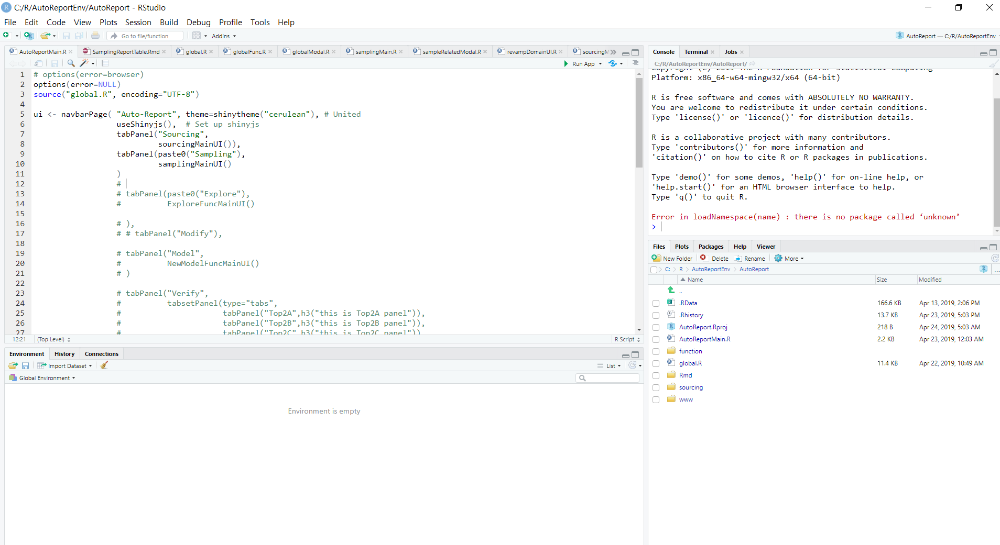 C:/R/AutoReportEnv/AutoReport - RStudio
File Edit Code View Plots Session Build Debug Profile Tools Help
Go to file/function
Addins
AutoReport — C:/R/AutoReportEnv
AutoReportMain.R
SamplingReportTable.Rmd
global.R
globalFunc.R
globalModal.R
samplingMain.R
sampleRelatedModal.R
revampDomainUI.R
sourcingM
Run App
1 # options(error=browser)
2 options(error=NULL)
3 source("global.R", encoding="UTF-8")
4
5 ui <- navbarPage( "Auto-Report", theme=shinytheme("cerulean"), # United
6 useShinyjs(), # Set up shinyjs
7 tabPanel("Sourcing",
8 sourcingMainUI()),
9 tabPanel(paste0("Sampling"),
10 samplingMainUI()
11 )
12 #
13 # tabPanel(paste0("Explore"),
14 # ExploreFuncMainUI()
15
16 # ),
17 # # tabPanel("Modify"),
18
19 # tabPanel("Model",
20 # NewModelFuncMainUI()
21 # )
22
23 # tabPanel("Verify",
24 # tabsetPanel(type="tabs",
25 # tabPanel("Top2A",h3("this is Top2A panel")),
26 # tabPanel("Top2B",h3("this is Top2B panel")),
27 # tabPanel("Top2C",h3("this is Top2C panel"))
12:21 (Top Level) R Script
Environment History Connections
Import Dataset
List
Global Environment
Environment is empty
Console Terminal Jobs
C:/R/AutoReportEnv/AutoReport/
Copyright (C) 2019 The R Foundation for Statistical Computing
Platform: x86_64-w64-mingw32/x64 (64-bit)
R is free software and comes with ABSOLUTELY NO WARRANTY.
You are welcome to redistribute it under certain conditions.
Type 'license()' or 'licence()' for distribution details.
R is a collaborative project with many contributors.
Type 'contributors()' for more information and
'citation()' on how to cite R or R packages in publications.
Type 'demo()' for some demos, 'help()' for on-line help, or
'help.start()' for an HTML browser interface to help.
Type 'q()' to quit R.
Error in loadNamespace(name) : there is no package called ‘unknown’
>
Files Plots Packages Help Viewer
New Folder Delete Rename More
C: R AutoReportEnv AutoReport ...
Name Size Modified
..
.RData 166.6 KB Apr 13, 2019, 2:06 PM
.Rhistory 13.7 KB Apr 23, 2019, 5:03 PM
AutoReport.Rproj 218 B Apr 24, 2019, 5:03 AM
AutoReportMain.R 2.2 KB Apr 23, 2019, 12:03 AM
function
global.R 11.4 KB Apr 22, 2019, 10:49 AM
Rmd
sourcing
www